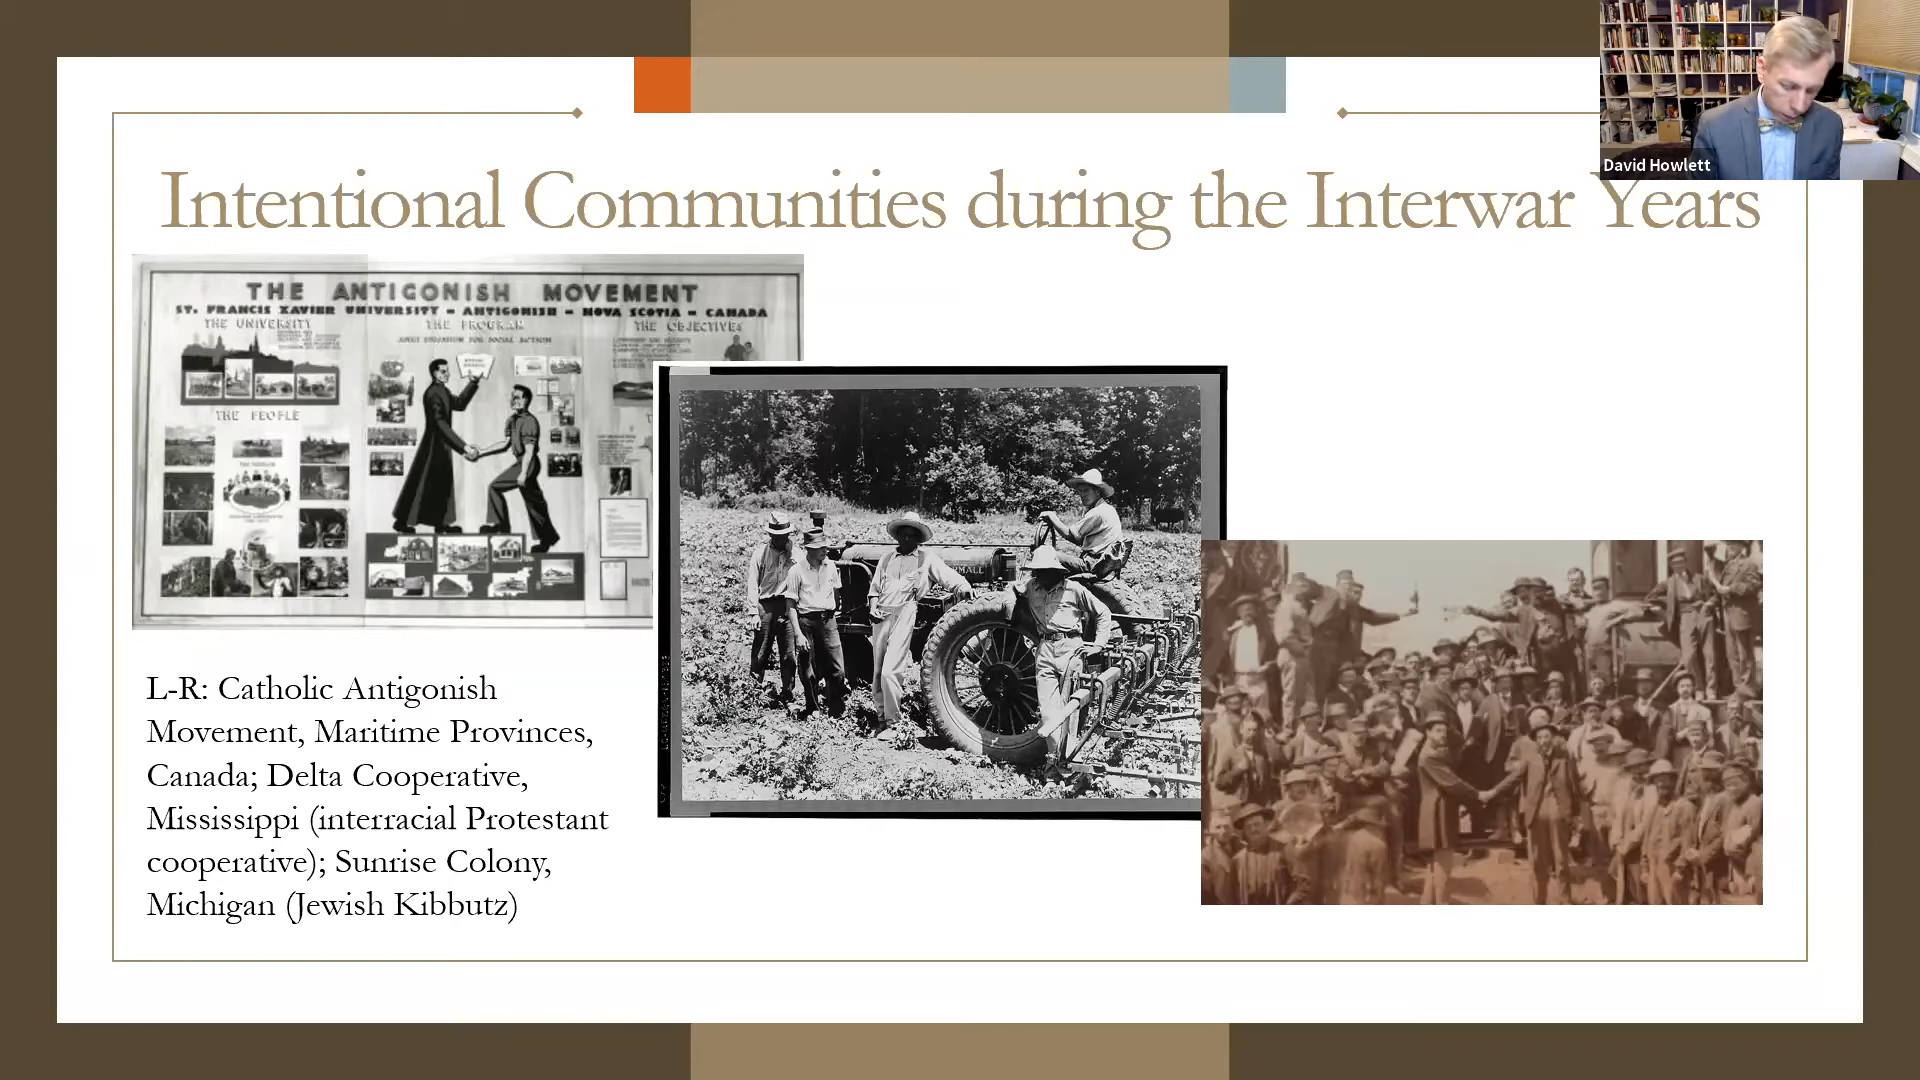 David Howlett
Intentional Communities during the Interwar Years
THE ANTIGONISH MOVEMENT
ST. FRANCIS XAVIER UNIVERSITY - ANTIGONISH - NOVA SCOTIA - CANADA
THE UNIVERSITY
THE PROGRAM
THE OBJECTIVES
THE PEOPLE
L-R: Catholic Antigonish
Movement, Maritime Provinces,
Canada; Delta Cooperative,
Mississippi (interracial Protestant
cooperative); Sunrise Colony,
Michigan (Jewish Kibbutz)